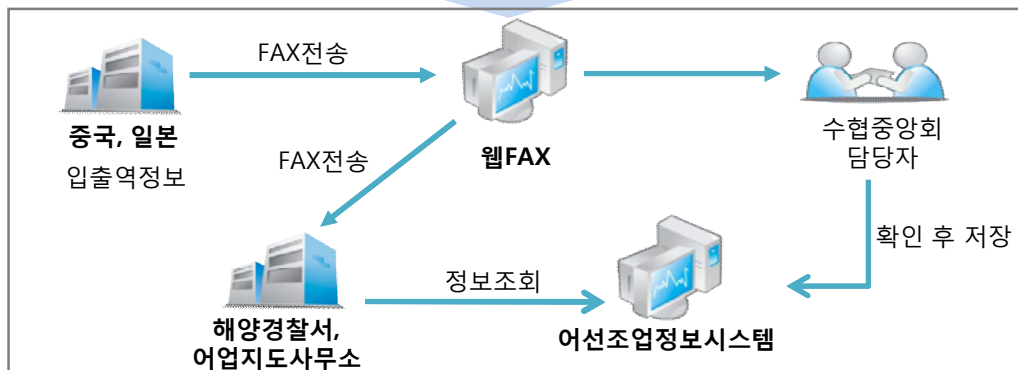 FAX전송
중국, 일본
입출역정보
웹FAX
수협중앙회
담당자
FAX전송
확인 후 저장
정보조회
해양경찰서,
어업지도사무소
어선조업정보시스템